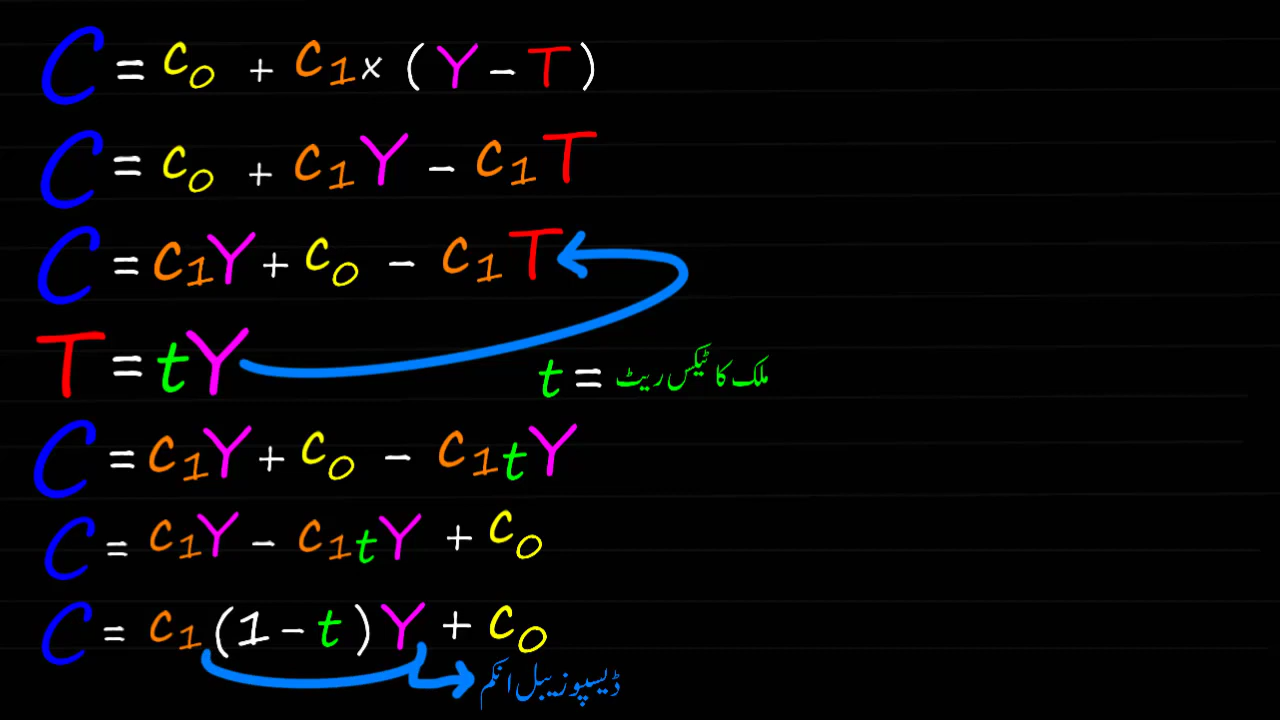 C = c₀ + c₁ × (Y − T)
C = c₀ + c₁Y − c₁T
C = c₁Y + c₀ − c₁T
T = tY
t = ملک کا ٹیکس ریٹ
C = c₁Y + c₀ − c₁tY
C = c₁Y − c₁tY + c₀
C = c₁(1 − t)Y + c₀
ڈیسپوزیبل انکم